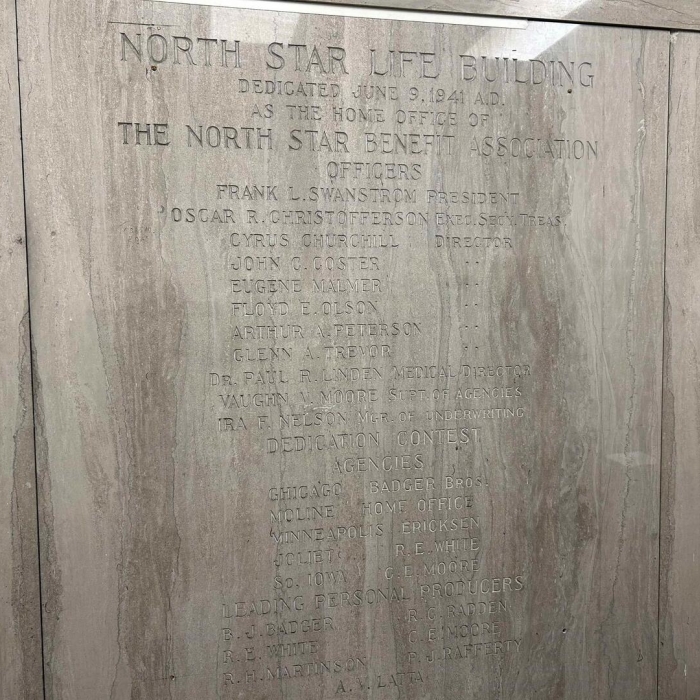 NORTH STAR LIFE BUILDING
DEDICATED JUNE 9, 1941 A.D.
AS THE HOME OFFICE OF
THE NORTH STAR BENEFIT ASSOCIATION
OFFICERS
FRANK L. SWANSTROM PRESIDENT
OSCAR R. CHRISTOFFERSON EXEC. SEC'Y. TREAS.
CYRUS CHURCHILL DIRECTOR
JOHN C. COSTER " "
EUGENE MALMER " "
FLOYD E. OLSON " "
ARTHUR A. PETERSON " "
GLENN A. TREVOR " "
DR. PAUL R. LINDEN MEDICAL DIRECTOR
VAUGHN V. MOORE SUPT. OF AGENCIES
IRA F. NELSON MGR. OF UNDERWRITING
DEDICATION CONTEST
AGENCIES
CHICAGO BADGER BROS.
MOLINE HOME OFFICE
MINNEAPOLIS ERICKSEN
JOLIET R. E. WHITE
SO. IOWA C. E. MOORE
LEADING PERSONAL PRODUCERS
B. J. BADGER R. G. RADDEN
R. E. WHITE C. E. MOORE
R. H. MARTINSON P. J. RAFFERTY
A. V. LATTA